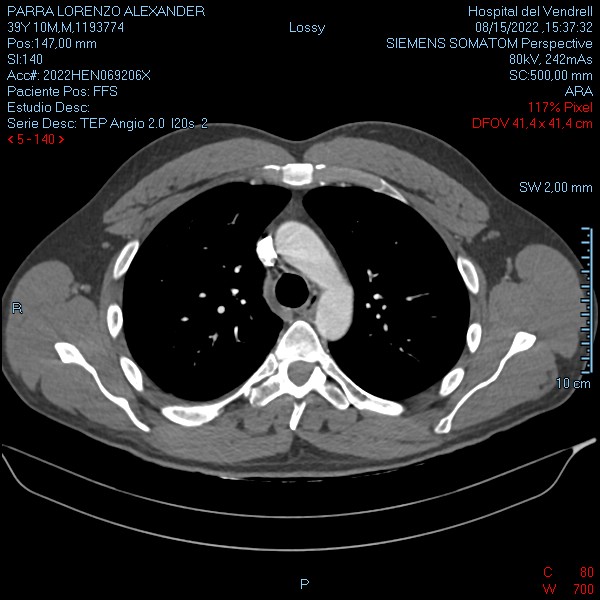 PARRA LORENZO ALEXANDER
39Y 10M,M,1193774
Pos:147,00 mm
SI:140
Acc#: 2022HEN069206X
Paciente Pos: FFS
Estudio Desc:
Serie Desc: TEP Angio 2.0 I20s 2
< 5 - 140 >
Lossy
Hospital del Vendrell
08/15/2022 ,15:37:32
SIEMENS SOMATOM Perspective
80kV, 242mAs
SC:500,00 mm
ARA
117% Pixel
DFOV 41,4 x 41,4 cm
SW 2,00 mm
R
10 cm
P
C 80
W 700